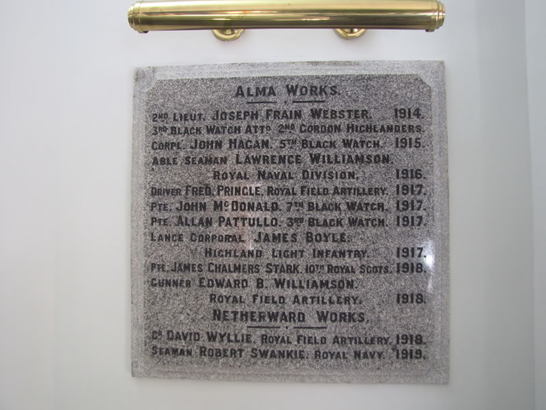 ALMA WORKS.
2ND LIEUT. JOSEPH FRAIN WEBSTER. 1914.
3RD BLACK WATCH ATTD. 2ND GORDON HIGHLANDERS.
CORPL. JOHN HAGAN. 5TH BLACK WATCH. 1915.
ABLE SEAMAN LAWRENCE WILLIAMSON.
ROYAL NAVAL DIVISION. 1916.
DRIVER FRED. PRINGLE. ROYAL FIELD ARTILLERY. 1917.
PTE. JOHN McDONALD. 7TH BLACK WATCH. 1917.
PTE. ALLAN PATTULLO. 3RD BLACK WATCH. 1917.
LANCE CORPORAL JAMES BOYLE.
HIGHLAND LIGHT INFANTRY. 1917.
PTE. JAMES CHALMERS STARK. 10TH ROYAL SCOTS. 1918.
GUNNER EDWARD B. WILLIAMSON.
ROYAL FIELD ARTILLERY. 1918.
NETHERWARD WORKS.
GR DAVID WYLLIE. ROYAL FIELD ARTILLERY. 1918.
SEAMAN ROBERT SWANKIE. ROYAL NAVY. 1919.